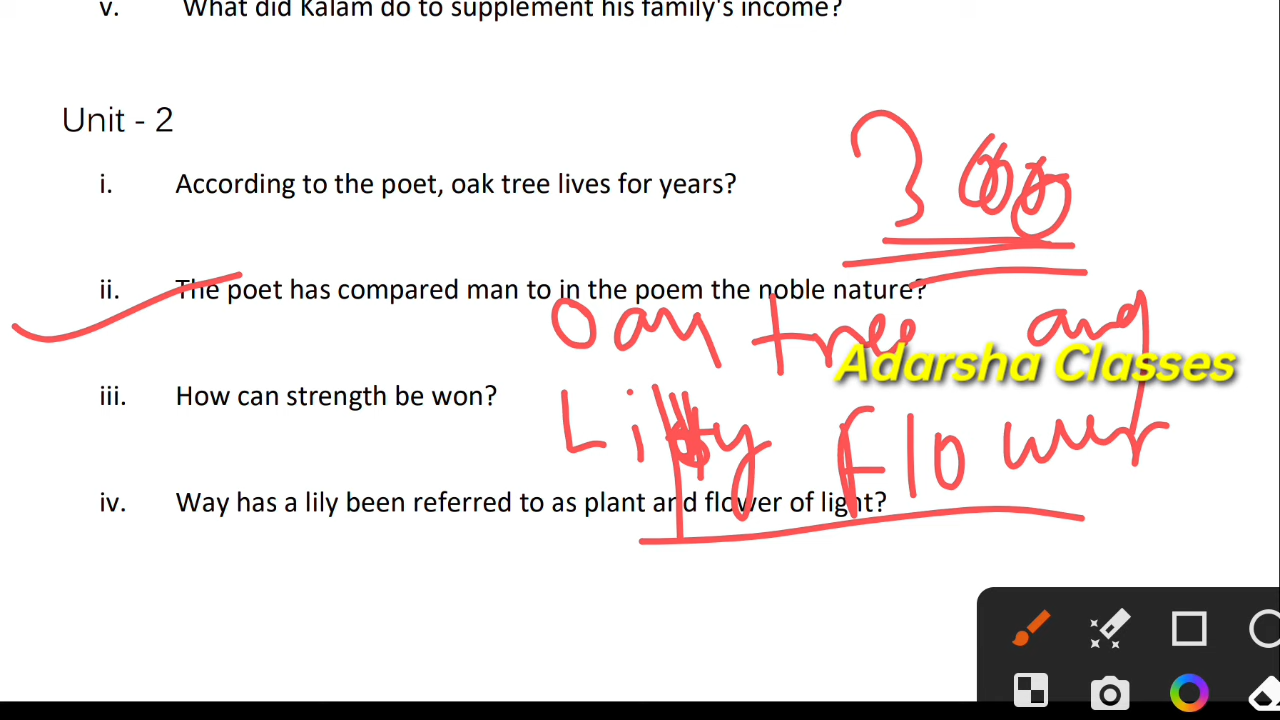 v. What did Kalam do to supplement his family's income?
Unit - 2
i. According to the poet, oak tree lives for years?
300
ii. The poet has compared man to in the poem the noble nature?
Oak tree and
Adarsha Classes
iii. How can strength be won?
Lily Flower
iv. Way has a lily been referred to as plant and flower of light?